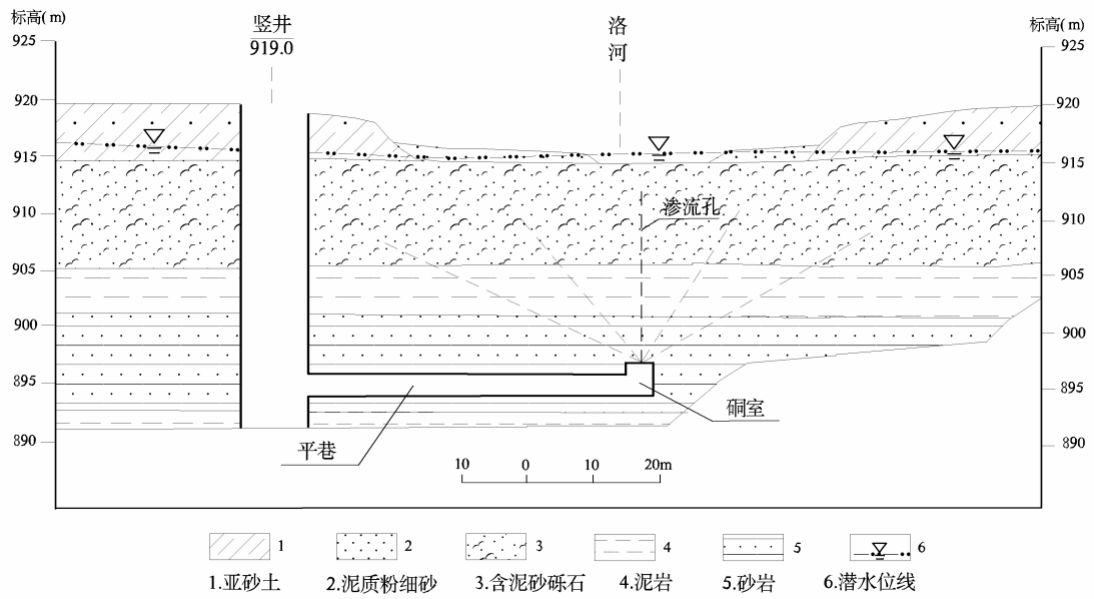 标高(m)
竖井
919.0
洛
河
标高(m)
925
925
920
920
915
915
渗流孔
910
910
905
905
900
900
895
895
硐室
890
890
平巷
10 0 10 20m
1 2 3 4 5 6
1.亚砂土 2.泥质粉细砂 3.含泥砂砾石 4.泥岩 5.砂岩 6.潜水位线